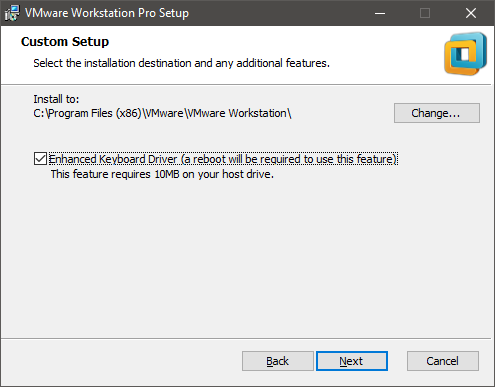 VMware Workstation Pro Setup
Custom Setup
Select the installation destination and any additional features.
Install to:
C:\Program Files (x86)\VMware\VMware Workstation\
Change...
Enhanced Keyboard Driver (a reboot will be required to use this feature)
This feature requires 10MB on your host drive.
Back
Next
Cancel